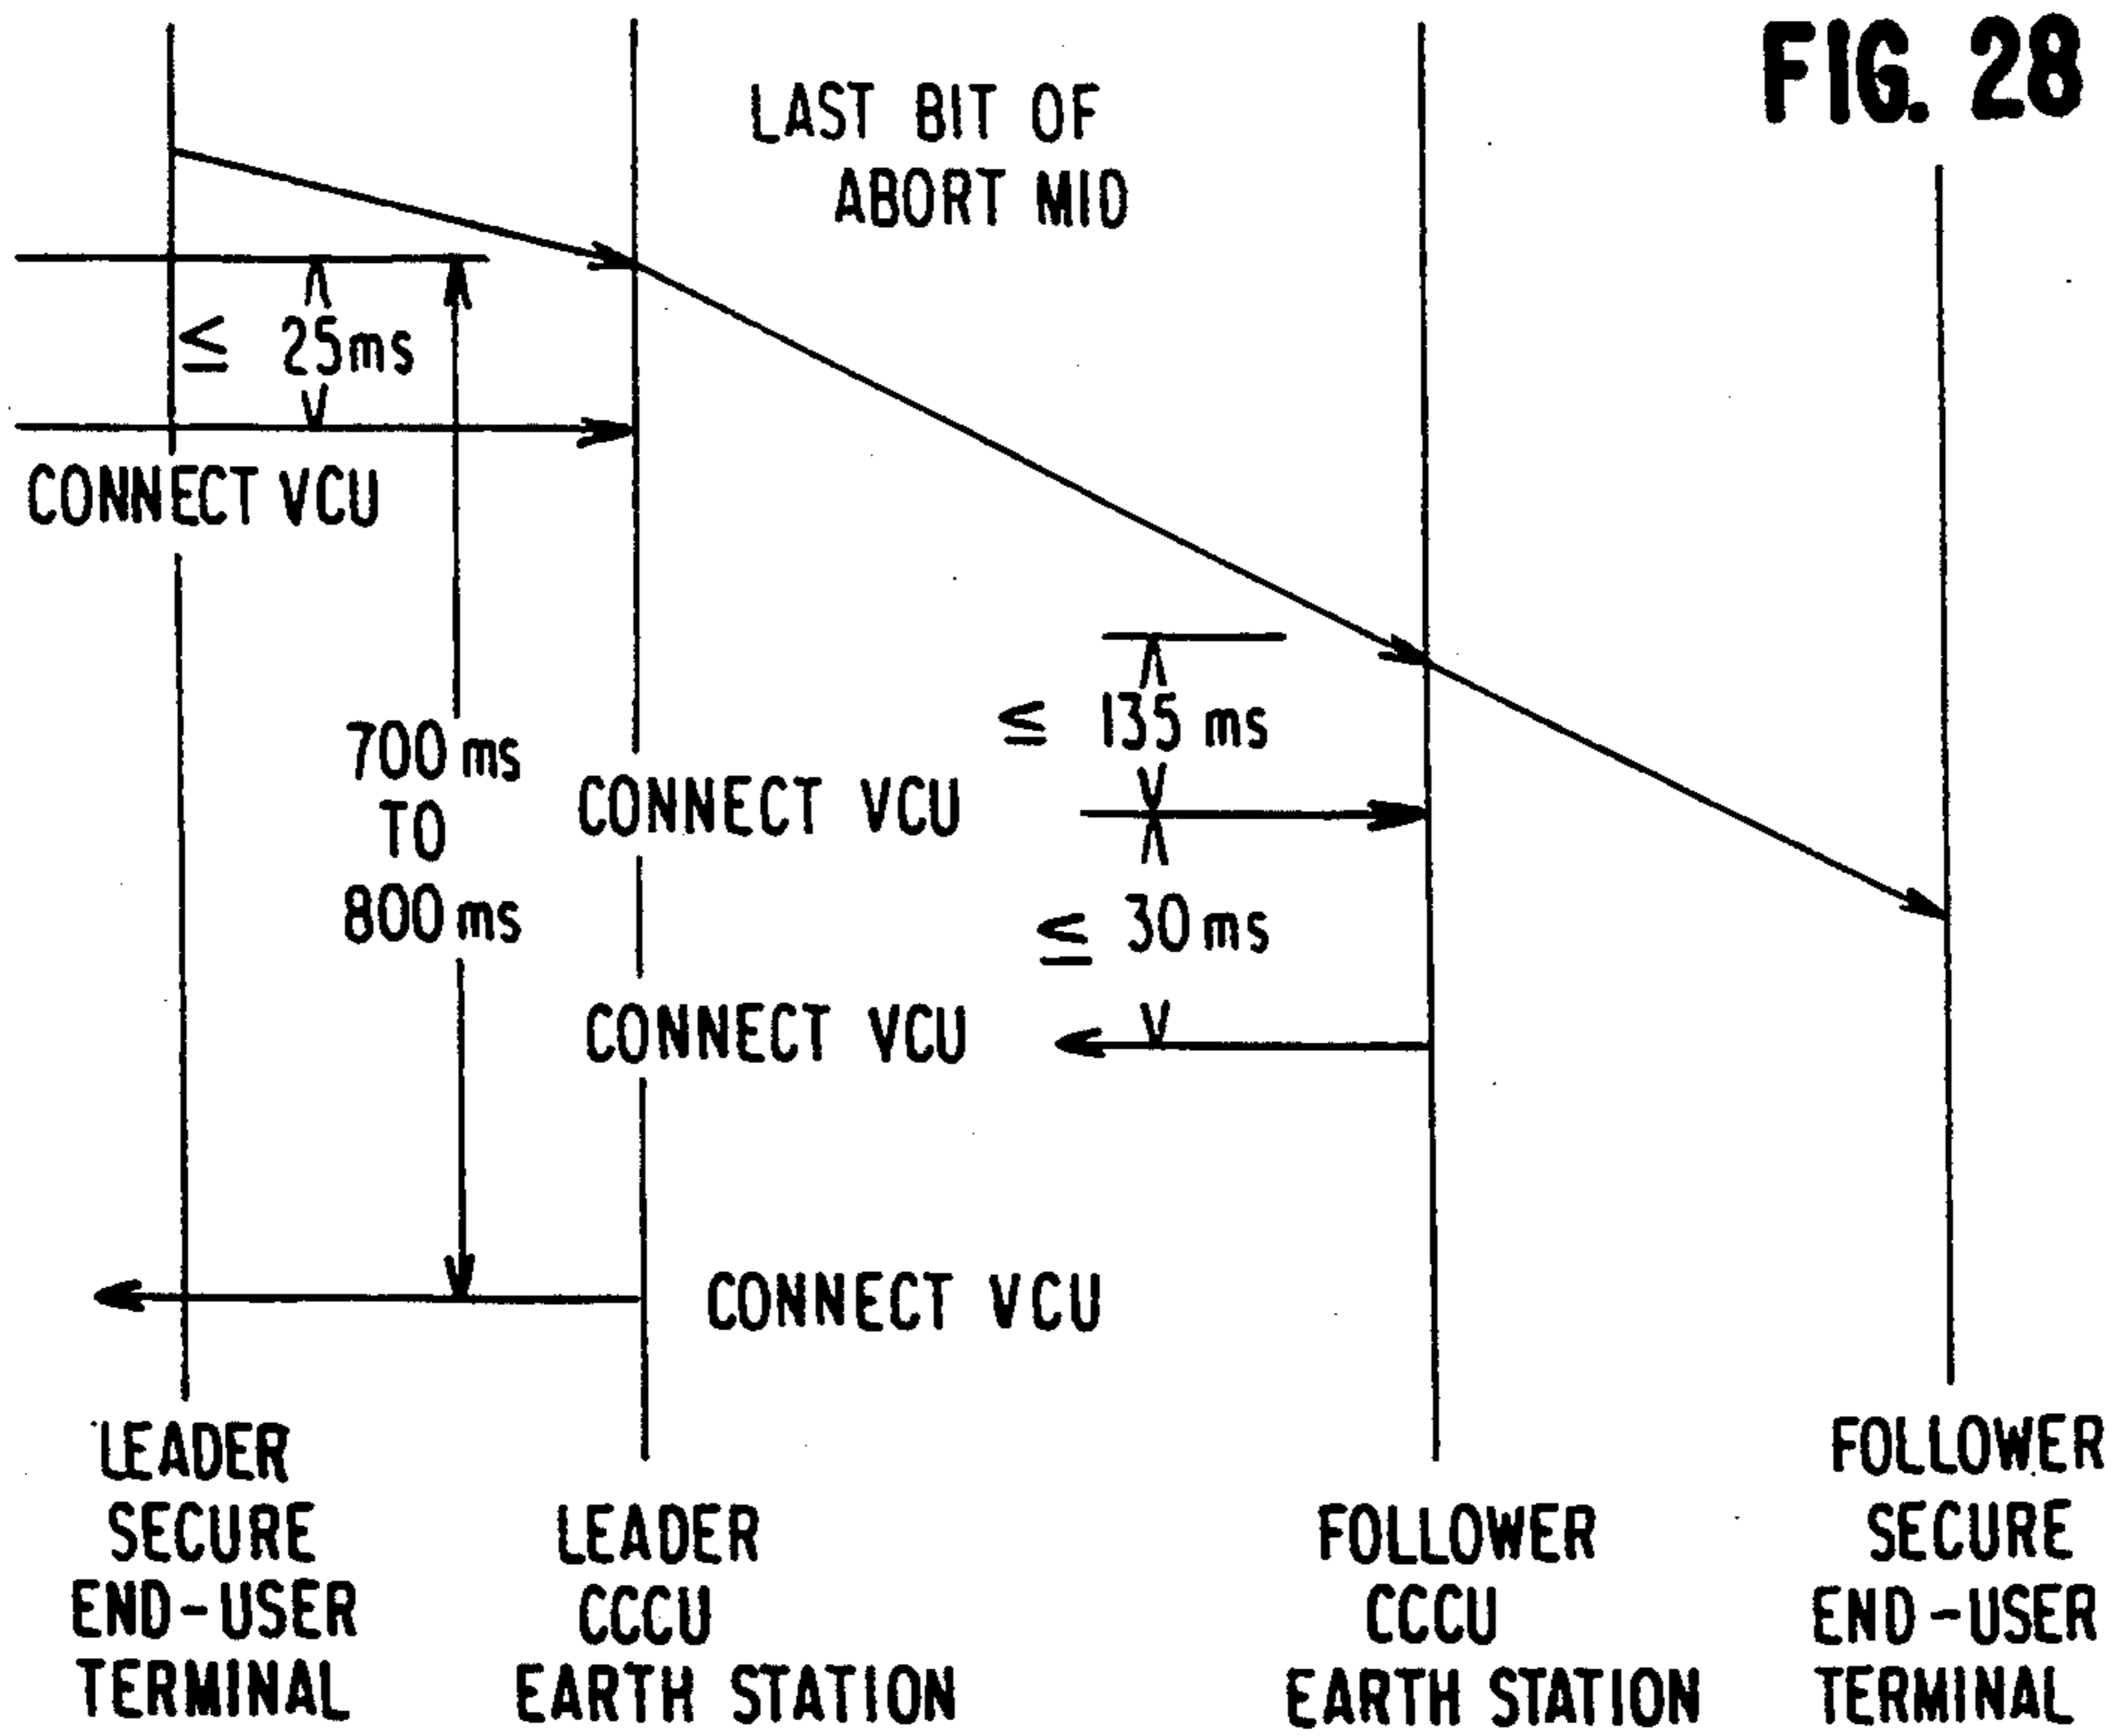 FIG. 28
LAST BIT OF
ABORT MID
≤ 25ms
CONNECT VCU
700 ms
TO
800 ms
≤ 135 ms
CONNECT VCU
≤ 30 ms
CONNECT VCU
CONNECT VCU
LEADER
SECURE
END-USER
TERMINAL
LEADER
CCCU
EARTH STATION
FOLLOWER
CCCU
EARTH STATION
FOLLOWER
SECURE
END-USER
TERMINAL